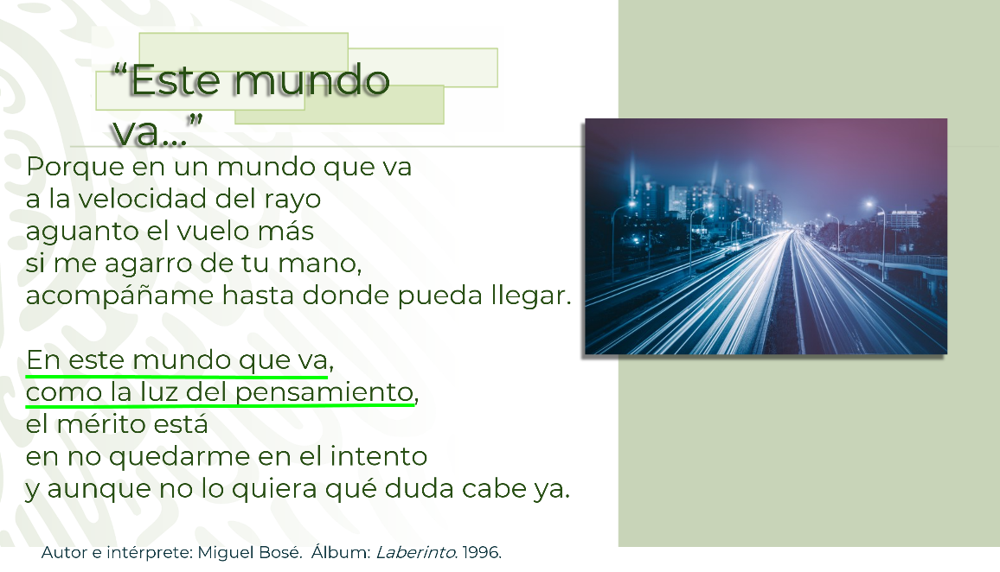 “Este mundo
va...”
Porque en un mundo que va
a la velocidad del rayo
aguanto el vuelo más
si me agarro de tu mano,
acompáñame hasta donde pueda llegar.
En este mundo que va,
como la luz del pensamiento,
el mérito está
en no quedarme en el intento
y aunque no lo quiera qué duda cabe ya.
Autor e intérprete: Miguel Bosé. Álbum: Laberinto. 1996.